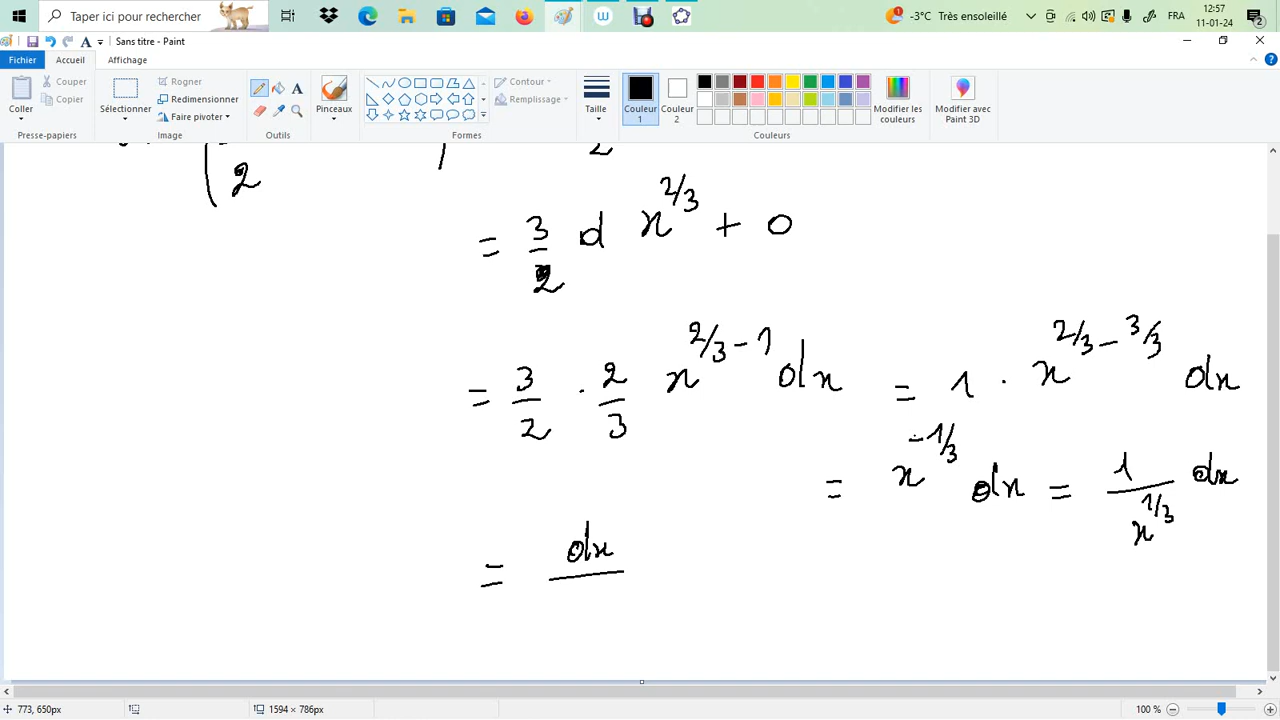 Taper ici pour rechercher
-3°C Très ensoleillé
FRA
12:57
11-01-24
2
Sans titre - Paint
Fichier Accueil Affichage
Coller
Couper
Copier
Presse-papiers
Sélectionner
Rogner
Redimensionner
Faire pivoter
Image
A
Outils
Pinceaux
Formes
Contour
Remplissage
Taille
Couleur 1
Couleur 2
Couleurs
Modifier les couleurs
Modifier avec Paint 3D
2 2
= 3/2 d x^(2/3) + 0
= 3/2 · 2/3 x^(2/3 - 1) dx = 1 · x^(2/3 - 3/3) dx
= x^(-1/3) dx = 1/x^(1/3) dx
= dx
773, 650px
1594 × 786px
100 %